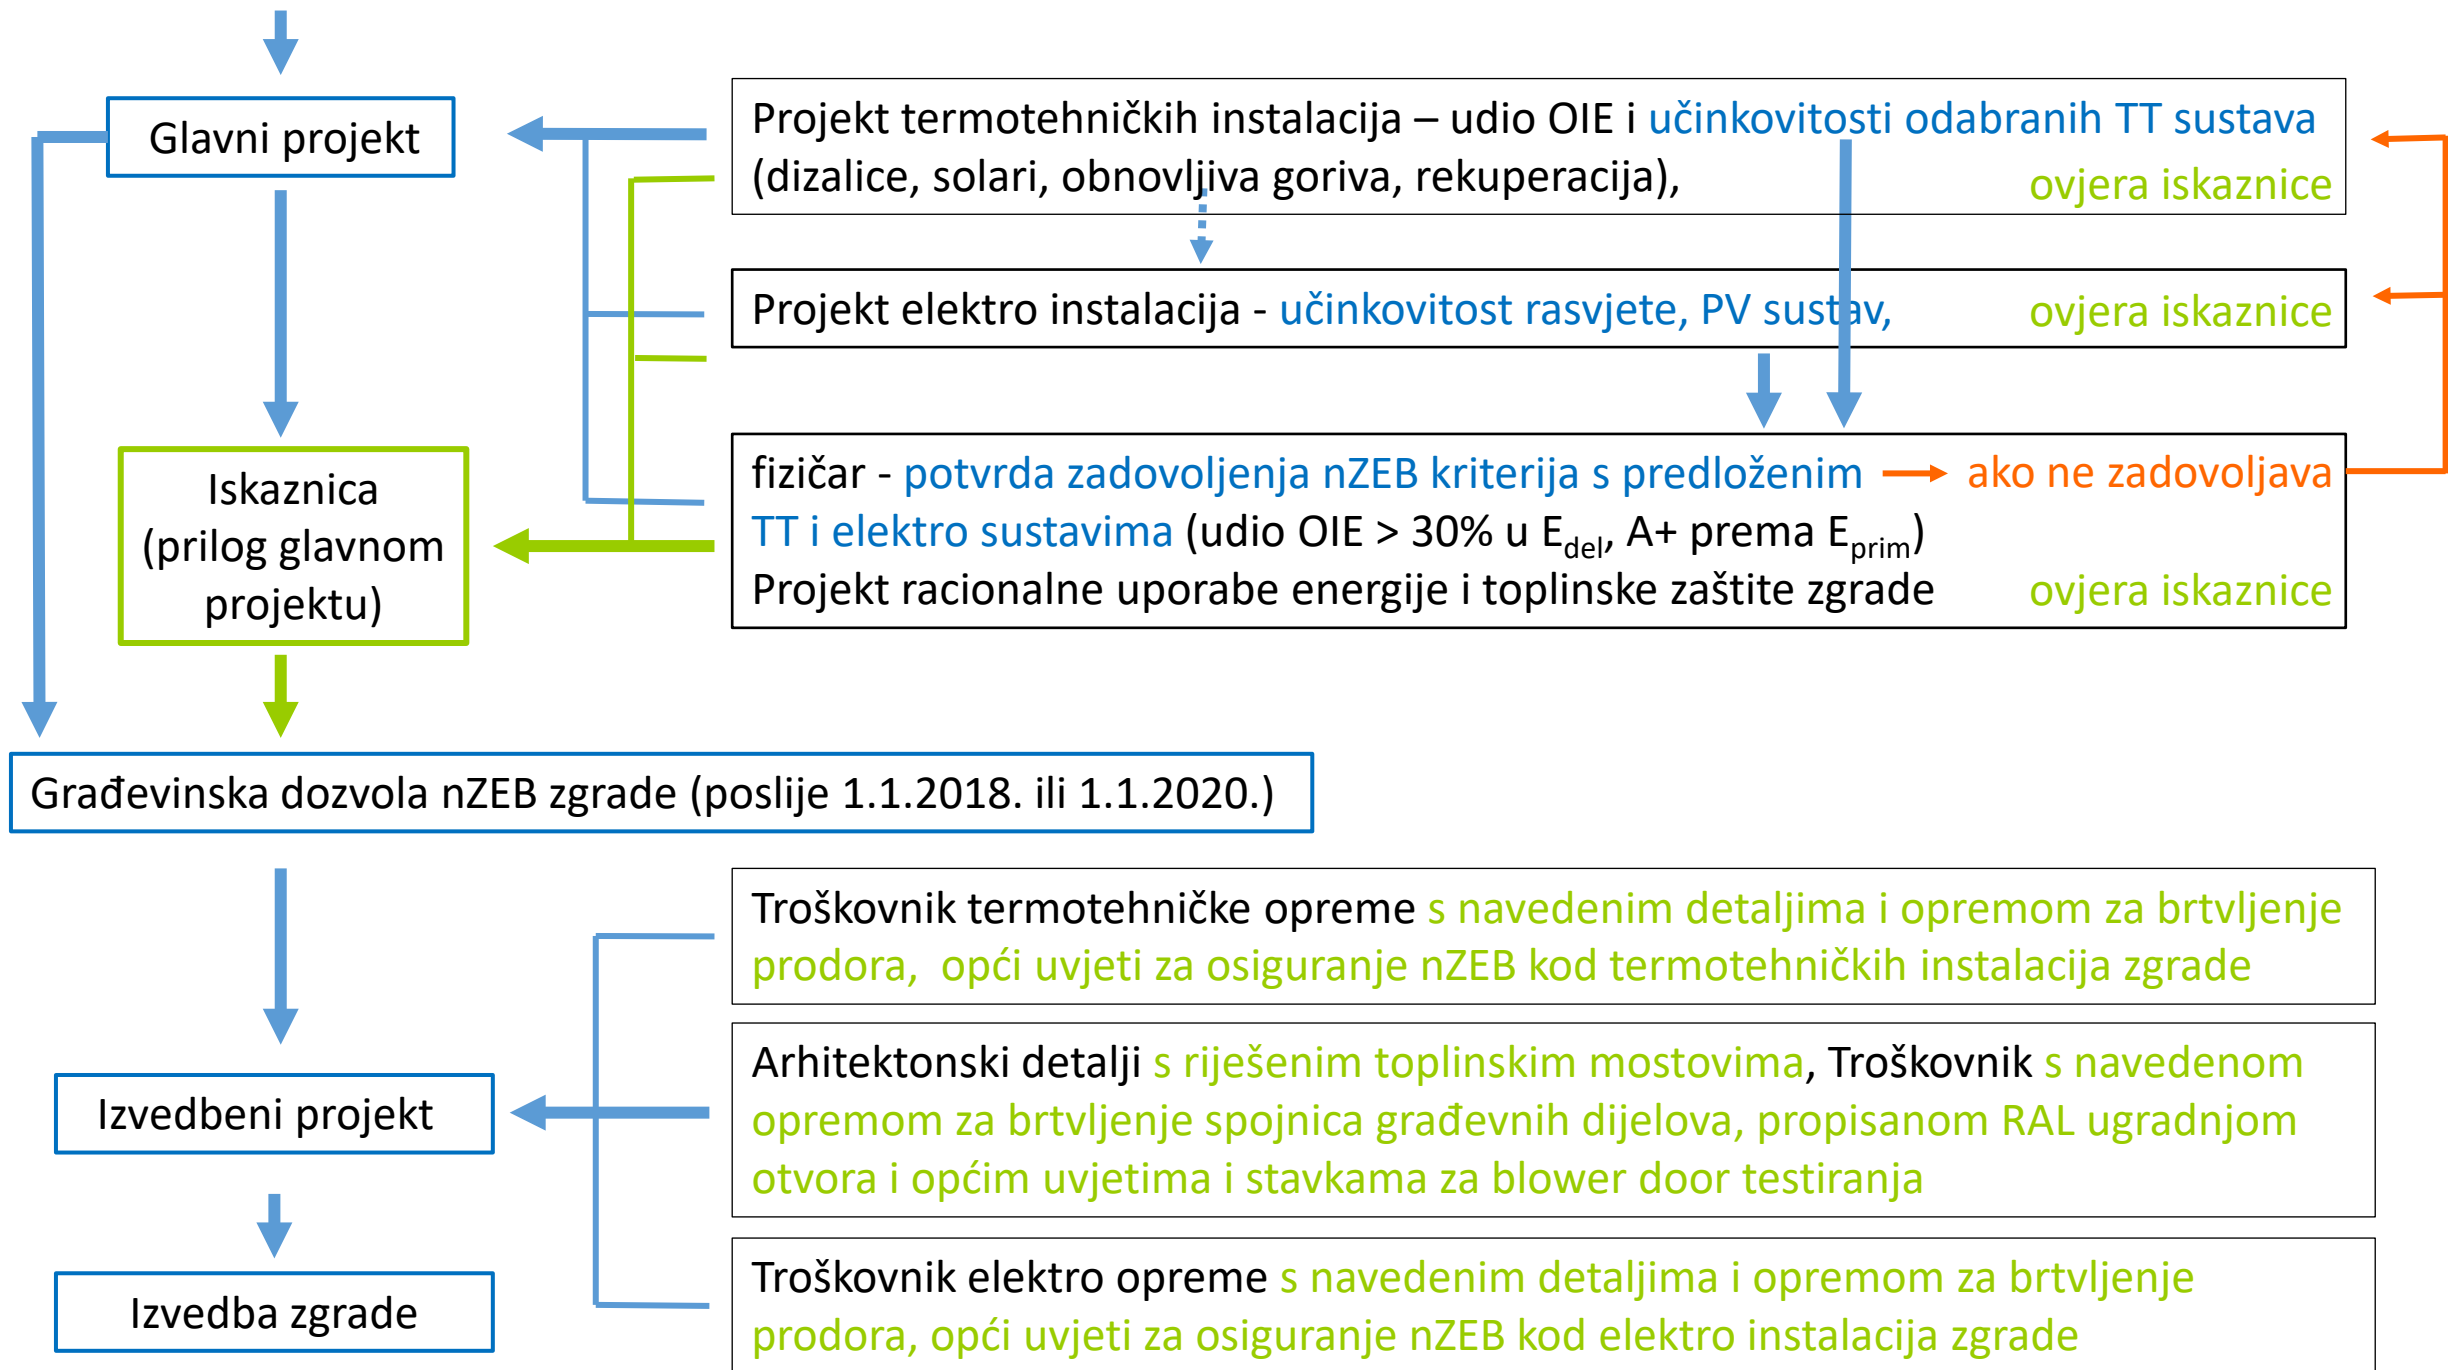 Glavni projekt
Projekt termotehničkih instalacija – udio OIE i učinkovitosti odabranih TT sustava
(dizalice, solari, obnovljiva goriva, rekuperacija), ovjera iskaznice
Projekt elektro instalacija - učinkovitost rasvjete, PV sustav, ovjera iskaznice
Iskaznica
(prilog glavnom
projektu)
fizičar - potvrda zadovoljenja nZEB kriterija s predloženim ako ne zadovoljava
TT i elektro sustavima (udio OIE > 30% u Edel, A+ prema Eprim)
Projekt racionalne uporabe energije i toplinske zaštite zgrade ovjera iskaznice
Građevinska dozvola nZEB zgrade (poslije 1.1.2018. ili 1.1.2020.)
Troškovnik termotehničke opreme s navedenim detaljima i opremom za brtvljenje
prodora, opći uvjeti za osiguranje nZEB kod termotehničkih instalacija zgrade
Izvedbeni projekt
Arhitektonski detalji s riješenim toplinskim mostovima, Troškovnik s navedenom
opremom za brtvljenje spojnica građevnih dijelova, propisanom RAL ugradnjom
otvora i općim uvjetima i stavkama za blower door testiranja
Izvedba zgrade
Troškovnik elektro opreme s navedenim detaljima i opremom za brtvljenje
prodora, opći uvjeti za osiguranje nZEB kod elektro instalacija zgrade